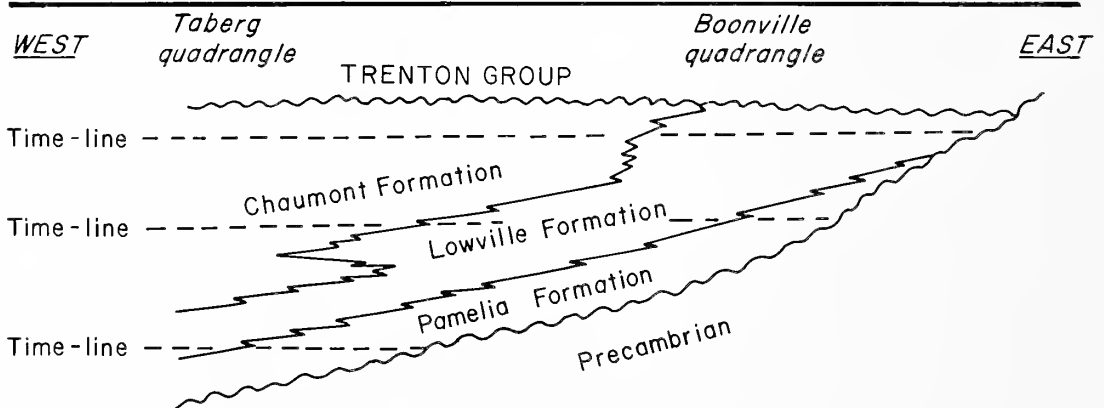 WEST
Taberg
quadrangle
Boonville
quadrangle
EAST
TRENTON GROUP
Time-line
Chaumont Formation
Time-line
Lowville Formation
Pamelia Formation
Time-line
Precambrian